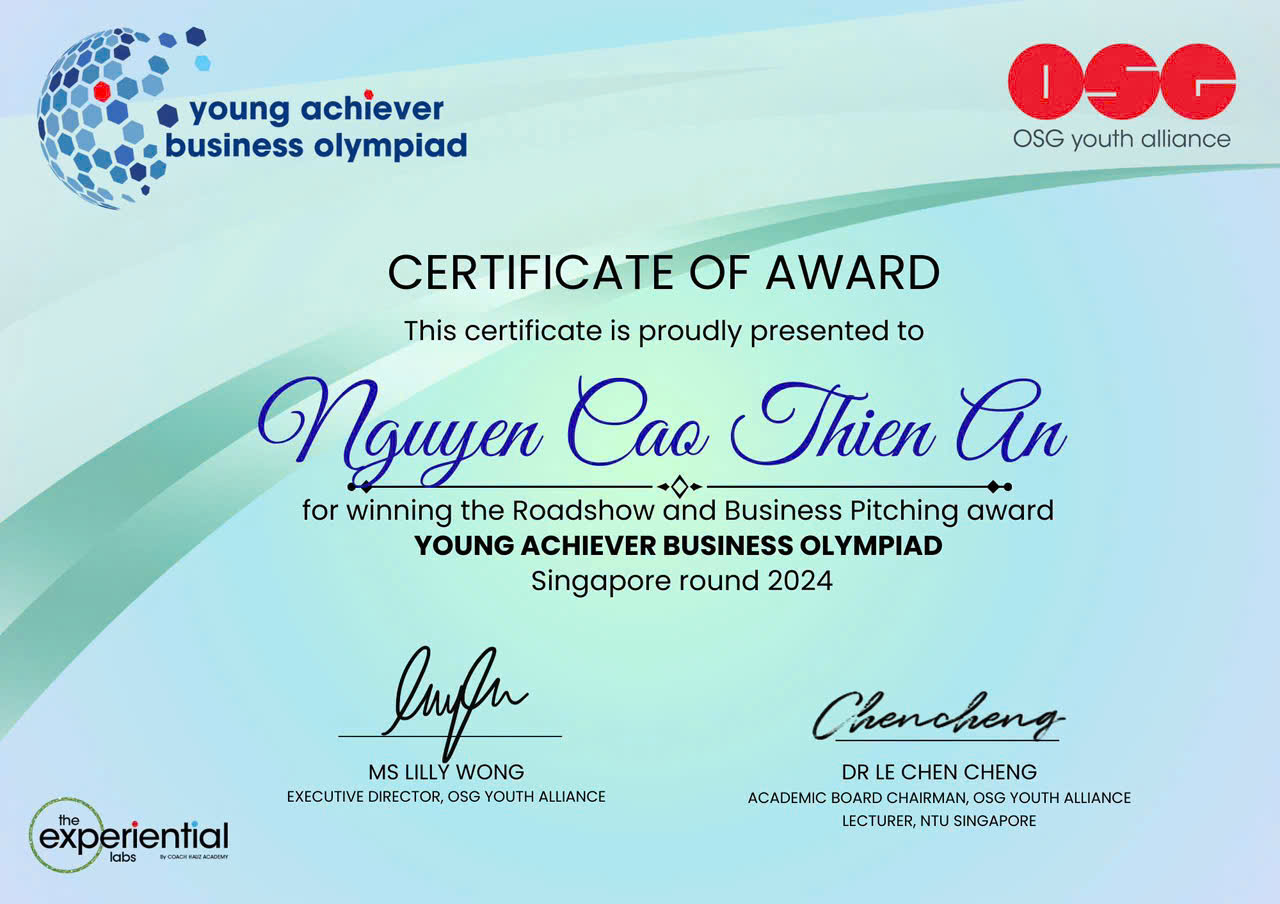 young achiever
business olympiad
OSG
OSG youth alliance
CERTIFICATE OF AWARD
This certificate is proudly presented to
Nguyen Cao Thien An
for winning the Roadshow and Business Pitching award
YOUNG ACHIEVER BUSINESS OLYMPIAD
Singapore round 2024
Chencheng
MS LILLY WONG
EXECUTIVE DIRECTOR, OSG YOUTH ALLIANCE
DR LE CHEN CHENG
ACADEMIC BOARD CHAIRMAN, OSG YOUTH ALLIANCE
LECTURER, NTU SINGAPORE
the
experiential
labs
By COACH HAUZ ACADEMY